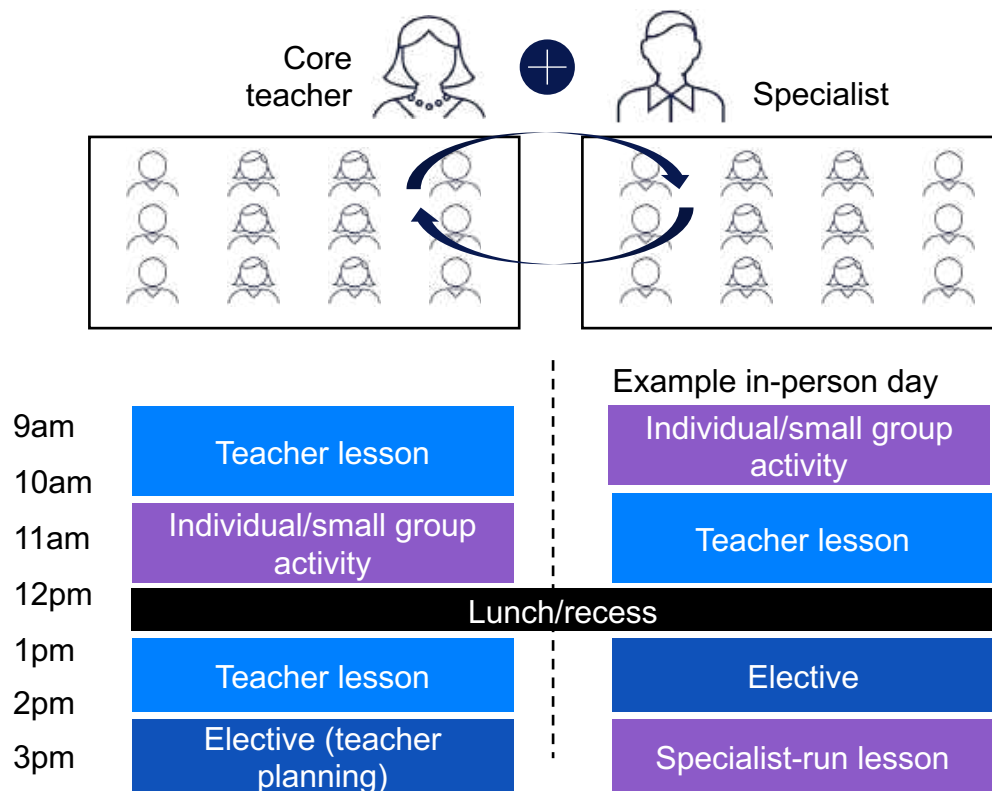 Core
teacher
Specialist
Example in-person day
9am
10am
11am
12pm
1pm
2pm
3pm
Teacher lesson
Individual/small group
activity
Individual/small group
activity
Teacher lesson
Lunch/recess
Teacher lesson
Elective
Elective (teacher
planning)
Specialist-run lesson